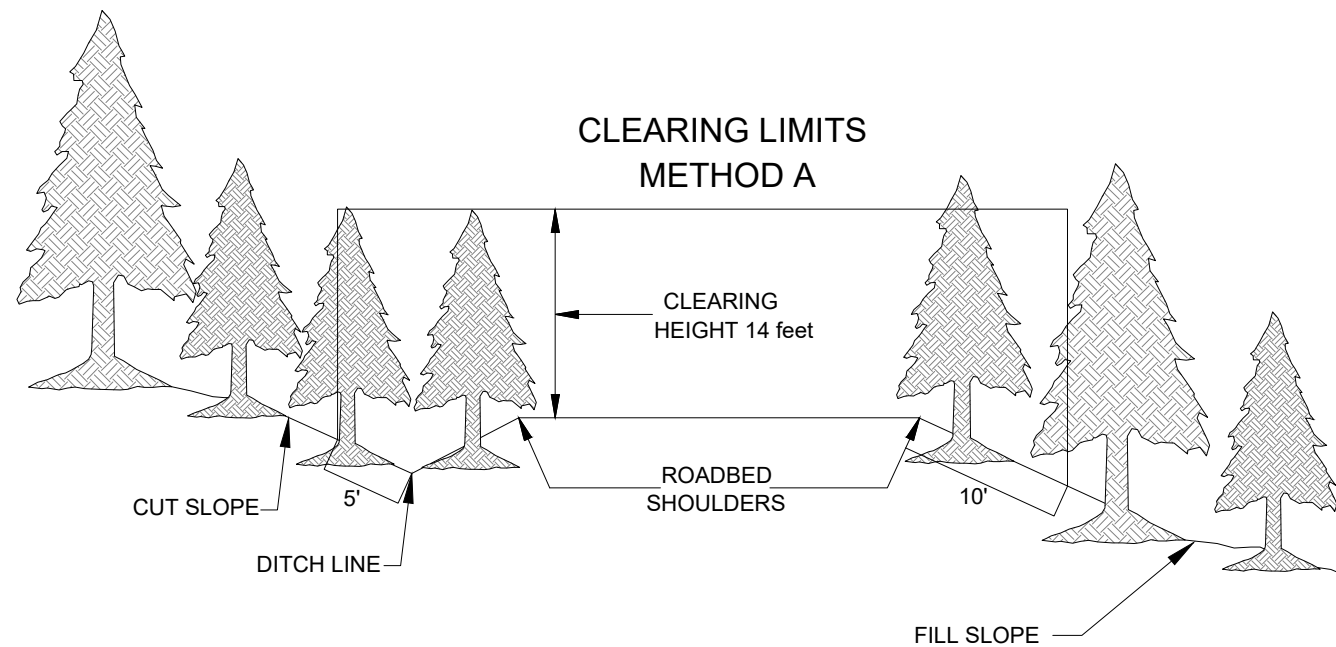 CLEARING LIMITS
METHOD A
CLEARING
HEIGHT 14 feet
ROADBED
SHOULDERS
5'
10'
CUT SLOPE
DITCH LINE
FILL SLOPE